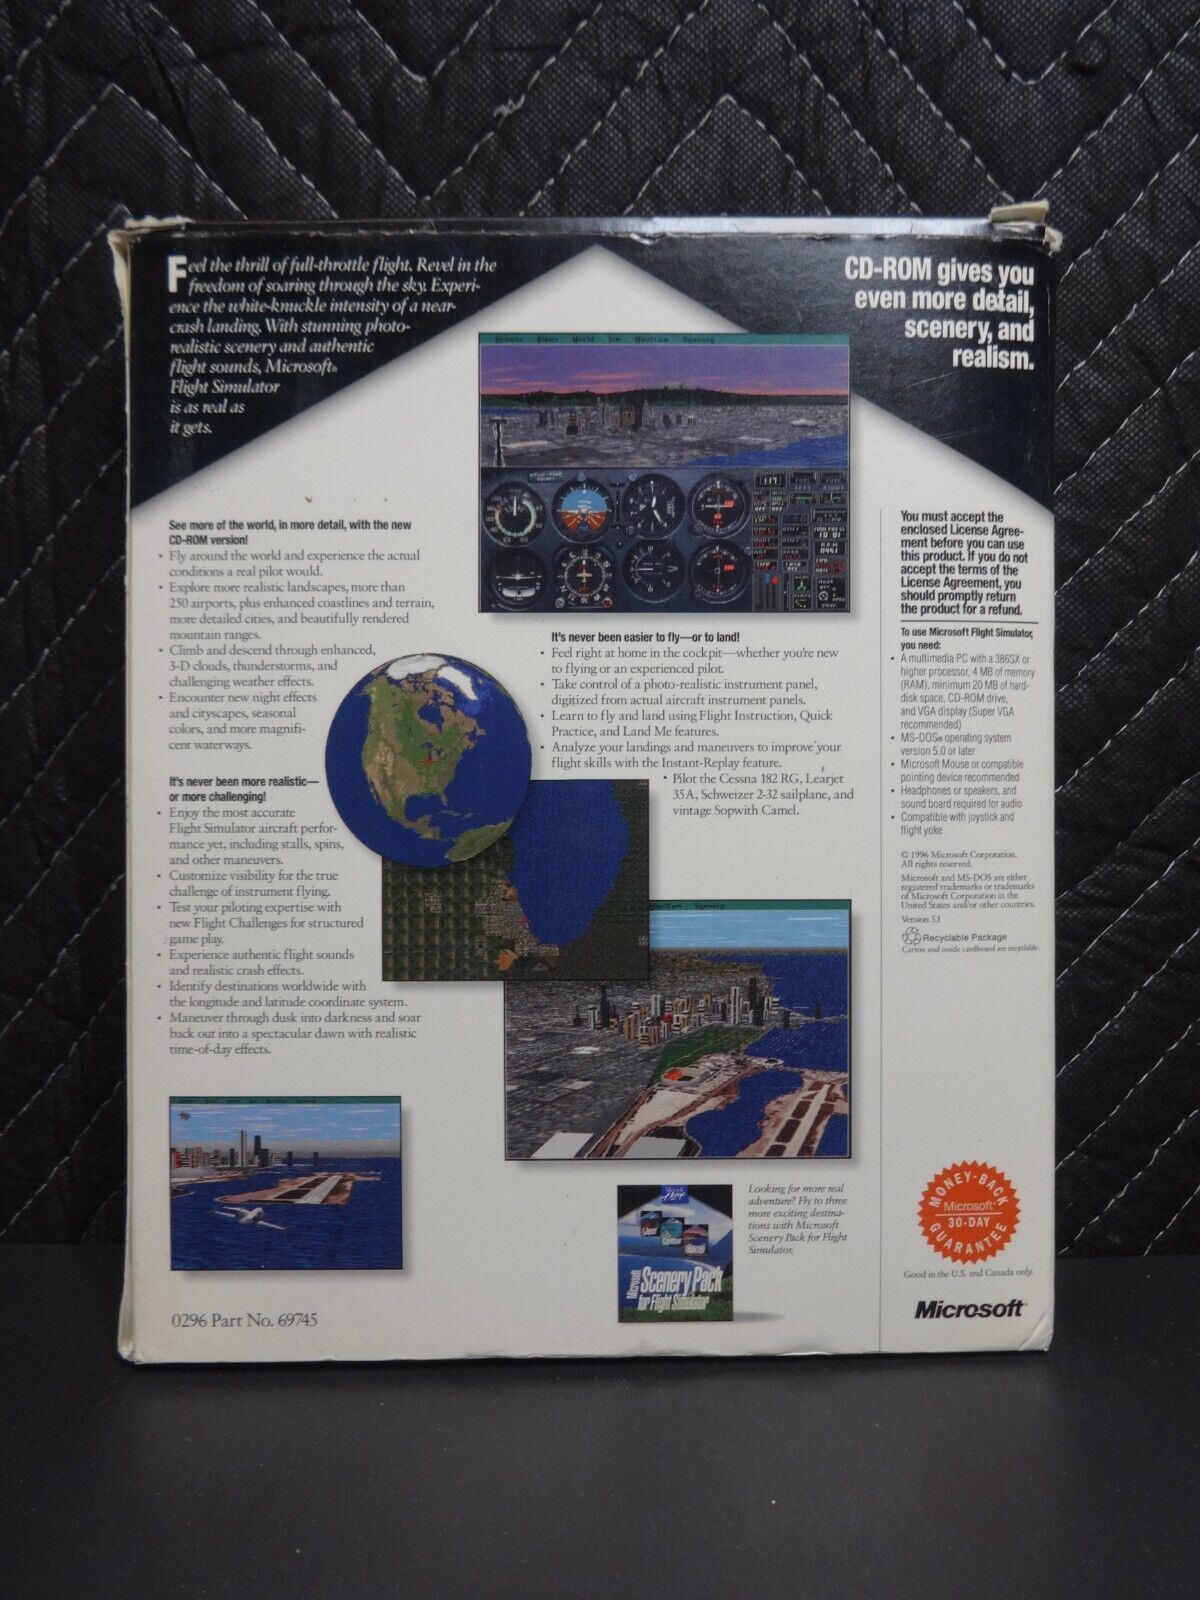 Feel the thrill of full-throttle flight. Revel in the
freedom of soaring through the sky. Experi-
ence the white-knuckle intensity of a near-
crash landing. With stunning photo-
realistic scenery and authentic
flight sounds, Microsoft®
Flight Simulator
is as real as
it gets.
CD-ROM gives you
even more detail,
scenery, and
realism.
Options Views World Sim Nav/Com Scenery
See more of the world, in more detail, with the new
CD-ROM version!
• Fly around the world and experience the actual
conditions a real pilot would.
• Explore more realistic landscapes, more than
250 airports, plus enhanced coastlines and terrain,
more detailed cities, and beautifully rendered
mountain ranges.
• Climb and descend through enhanced,
3-D clouds, thunderstorms, and
challenging weather effects.
• Encounter new night effects
and cityscapes, seasonal
colors, and more magnifi-
cent waterways.
It's never been more realistic—
or more challenging!
• Enjoy the most accurate
Flight Simulator aircraft perfor-
mance yet, including stalls, spins,
and other maneuvers.
• Customize visibility for the true
challenge of instrument flying.
• Test your piloting expertise with
new Flight Challenges for structured
game play.
• Experience authentic flight sounds
and realistic crash effects.
• Identify destinations worldwide with
the longitude and latitude coordinate system.
• Maneuver through dusk into darkness and soar
back out into a spectacular dawn with realistic
time-of-day effects.
It's never been easier to fly—or to land!
• Feel right at home in the cockpit—whether you're new
to flying or an experienced pilot.
• Take control of a photo-realistic instrument panel,
digitized from actual aircraft instrument panels.
• Learn to fly and land using Flight Instruction, Quick
Practice, and Land Me features.
• Analyze your landings and maneuvers to improve your
flight skills with the Instant-Replay feature.
• Pilot the Cessna 182 RG, Learjet
35A, Schweizer 2-32 sailplane, and
vintage Sopwith Camel.
Nav/Com Scenery
You must accept the
enclosed License Agree-
ment before you can use
this product. If you do not
accept the terms of the
License Agreement, you
should promptly return
the product for a refund.
To use Microsoft Flight Simulator,
you need:
• A multimedia PC with a 386SX or
higher processor, 4 MB of memory
(RAM), minimum 20 MB of hard-
disk space, CD-ROM drive,
and VGA display (Super VGA
recommended)
• MS-DOS® operating system
version 5.0 or later
• Microsoft Mouse or compatible
pointing device recommended
• Headphones or speakers, and
sound board required for audio
• Compatible with joystick and
flight yoke
© 1996 Microsoft Corporation.
All rights reserved.
Microsoft and MS-DOS are either
registered trademarks or trademarks
of Microsoft Corporation in the
United States and/or other countries.
Version 5.1
Recyclable Package
Carton and inside cardboard are recyclable.
Looking for more real
adventure? Fly to three
more exciting destina-
tions with Microsoft
Scenery Pack for Flight
Simulator.
Microsoft
Home
Microsoft
Scenery Pack
for Flight Simulator
MONEY-BACK
Microsoft
30-DAY
GUARANTEE
Good in the U.S. and Canada only.
Microsoft
0296 Part No. 69745